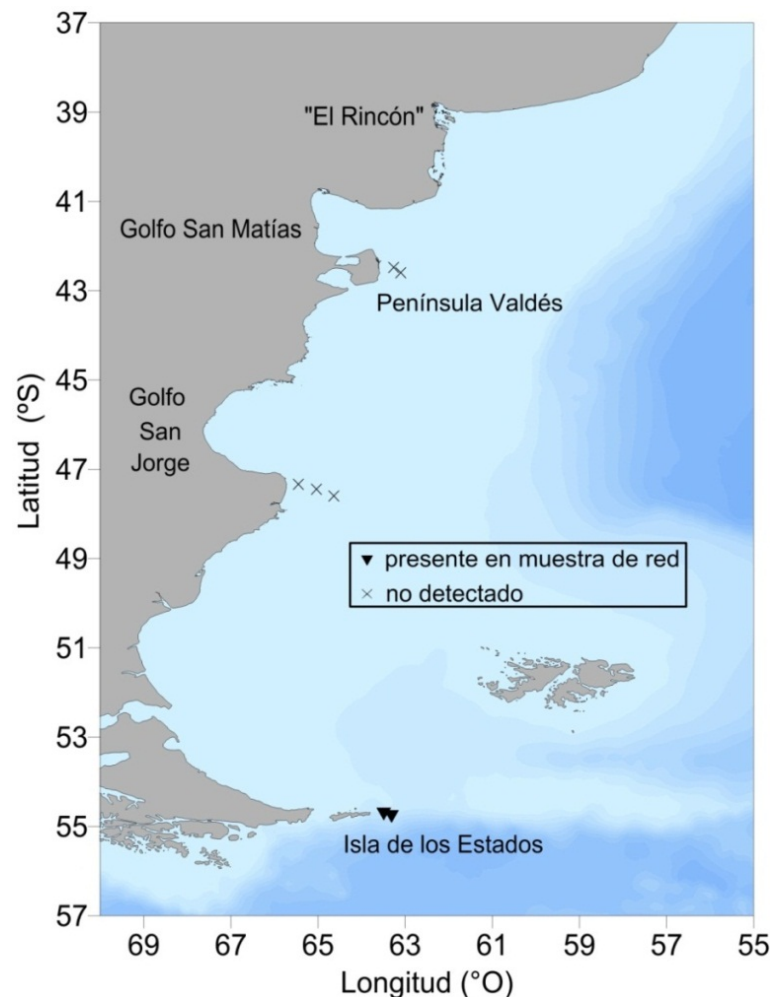 37
39
41
43
45
47
49
51
53
55
57
Latitud (ºS)
"El Rincón"
Golfo San Matías
Península Valdés
Golfo
San
Jorge
presente en muestra de red
no detectado
Isla de los Estados
69 67 65 63 61 59 57 55
Longitud (°O)